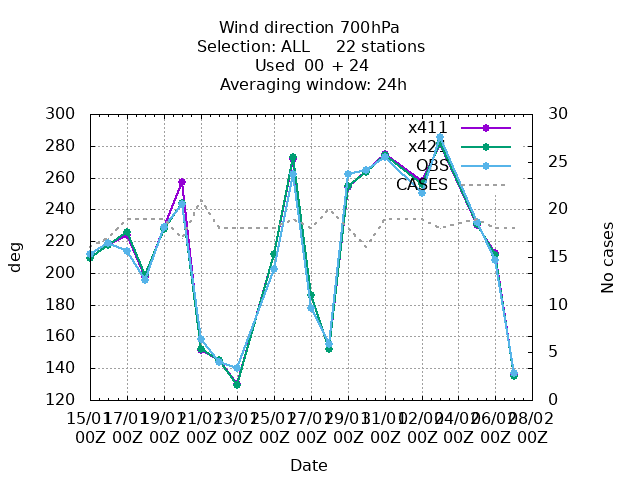 Wind direction 700hPa
Selection: ALL 22 stations
Used 00 + 24
Averaging window: 24h
300
280
260
240
220
200
180
160
140
120
deg
30
25
20
15
10
5
0
No cases
x411
x42
OBS
CASES
15/01 17/01 19/01 21/01 23/01 25/01 27/01 29/01 31/01 02/02 04/02 06/02 08/02
00Z 00Z 00Z 00Z 00Z 00Z 00Z 00Z 00Z 00Z 00Z 00Z 00Z
Date